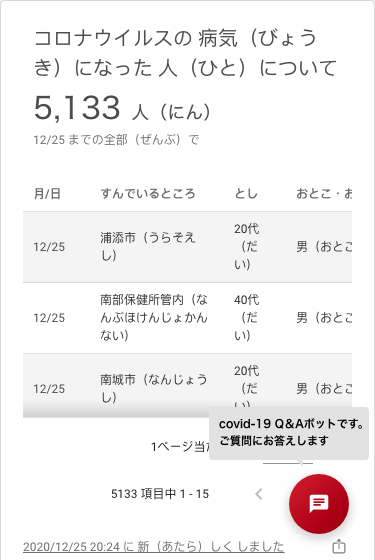 コロナウイルスの 病気（びょう
き）になった 人（ひと）について
5,133 人（にん）
12/25 までの全部（ぜんぶ）で
月/日 すんでいるところ とし おとこ・お
12/25 浦添市（うらそえし） 20代（だい） 男（おとこ
12/25 南部保健所管内（なんぶほけんじょかんない） 40代（だい） 男（おとこ
12/25 南城市（なんじょうし） 20代（だい） 男（おとこ
covid-19 Q&Aボットです。
ご質問にお答えします
1ページ当
5133 項目中 1 - 15
2020/12/25 20:24 に 新（あたら）しく しました